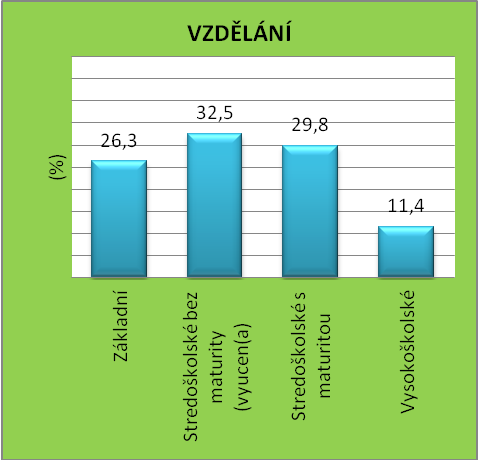 VZDĚLÁNÍ
(%)
26,3
32,5
29,8
11,4
Základní
Stredoškolské bez
maturity
(vyucen(a)
Stredoškolské s
maturitou
Vysokoškolské